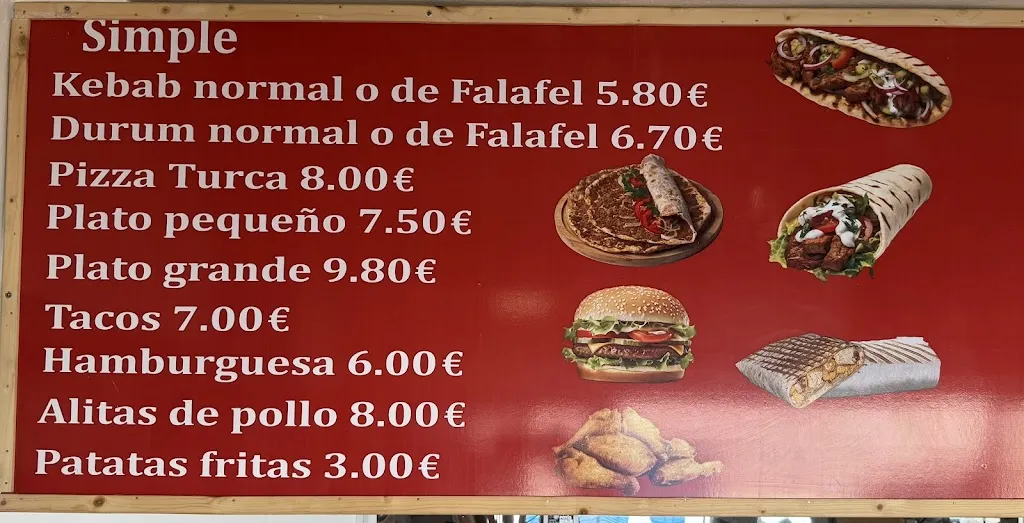 Simple
Kebab normal o de Falafel 5.80€
Durum normal o de Falafel 6.70€
Pizza Turca 8.00€
Plato pequeño 7.50€
Plato grande 9.80€
Tacos 7.00€
Hamburguesa 6.00€
Alitas de pollo 8.00€
Patatas fritas 3.00€